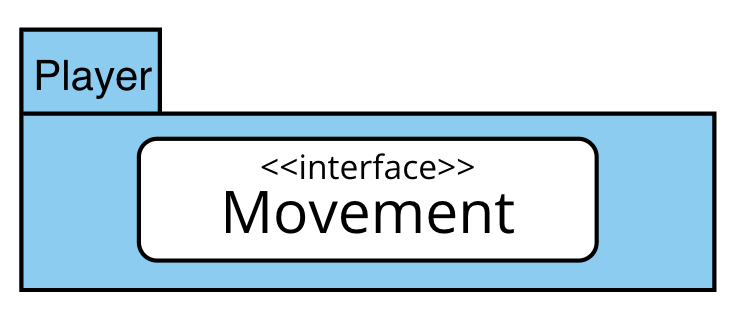 Player
<<interface>>
Movement